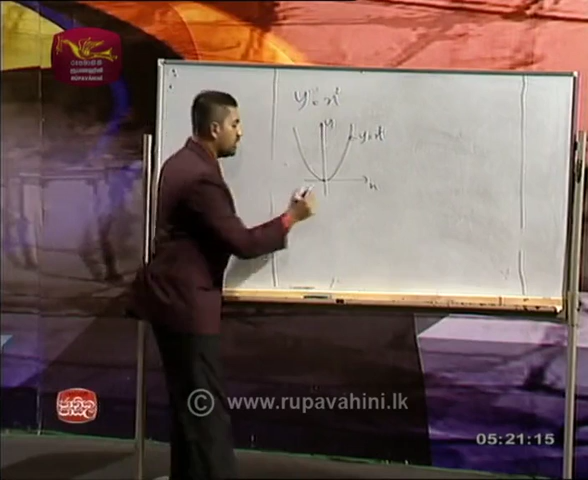 y = x²
y
y=x²
x
© www.rupavahini.lk
05:21:15